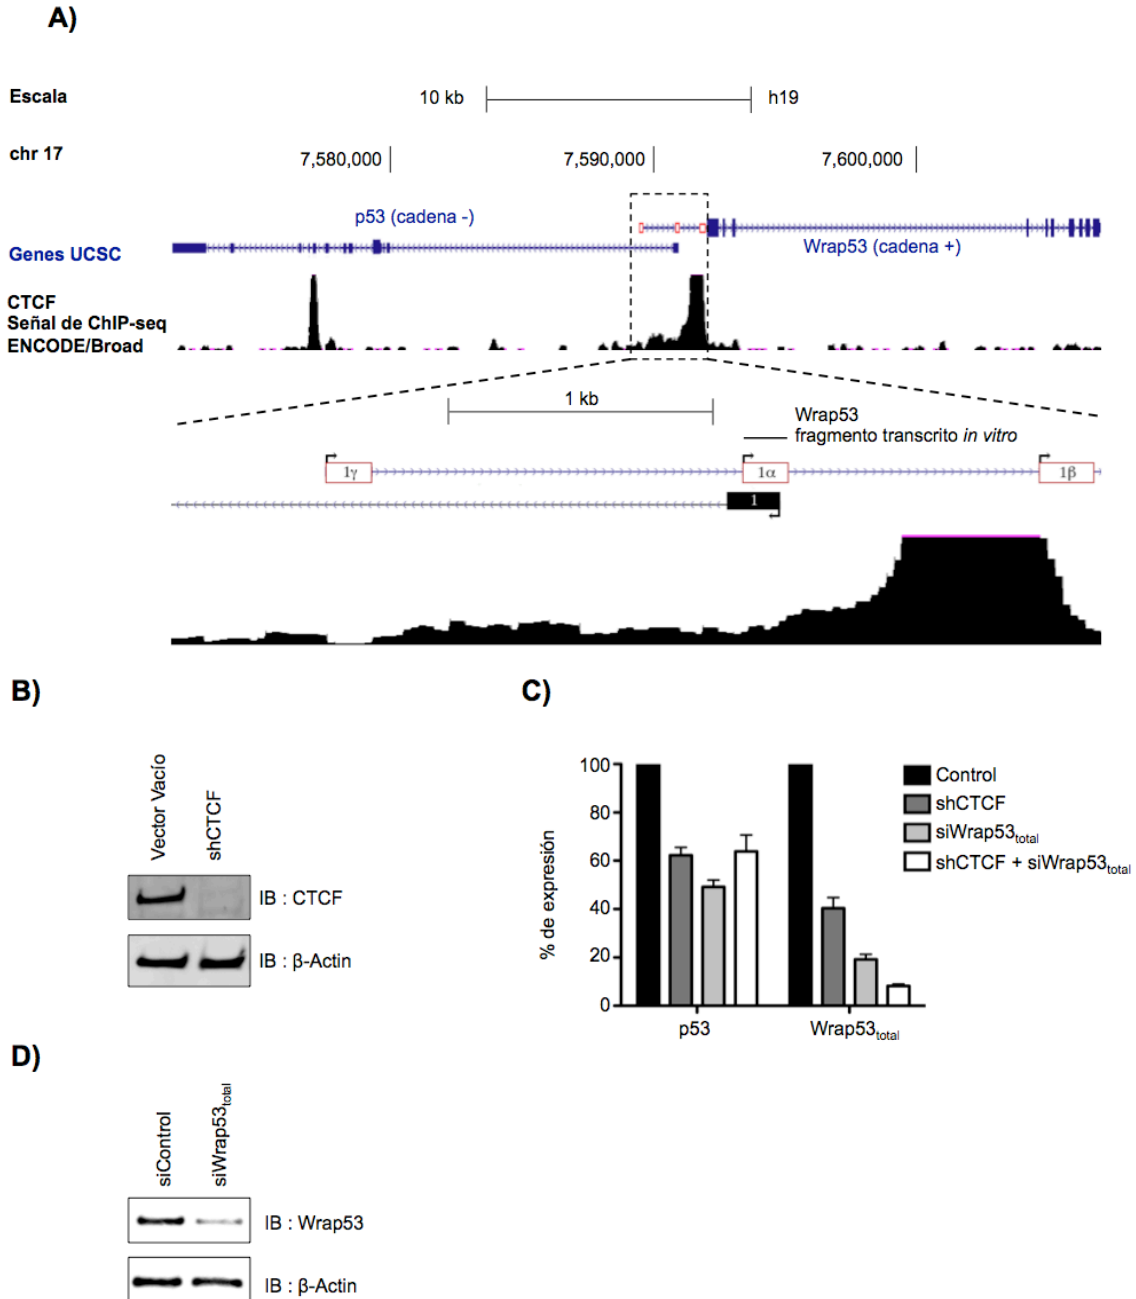 A)
Escala
10 kb
h19
chr 17
7,580,000
7,590,000
7,600,000
p53 (cadena -)
Genes UCSC
Wrap53 (cadena +)
CTCF
Señal de ChIP-seq
ENCODE/Broad
1 kb
Wrap53
fragmento transcrito in vitro
1γ
1α
1β
1
B)
Vector Vacío
shCTCF
IB : CTCF
IB : β-Actin
C)
% de expresión
100
80
60
40
20
0
p53
Wrap53total
Control
shCTCF
siWrap53total
shCTCF + siWrap53total
D)
siControl
siWrap53total
IB : Wrap53
IB : β-Actin